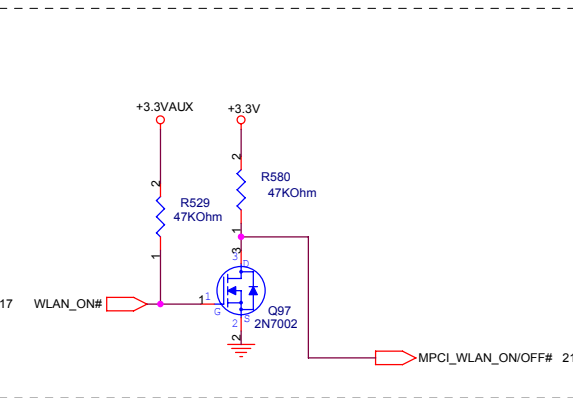 +3.3VAUX
+3.3V
2
2
R580
47KOhm
R529
47KOhm
1
1
3
3
D
17
WLAN_ON#
1
1
G
Q97
2N7002
S
2
2
MPCI_WLAN_ON/OFF#
21